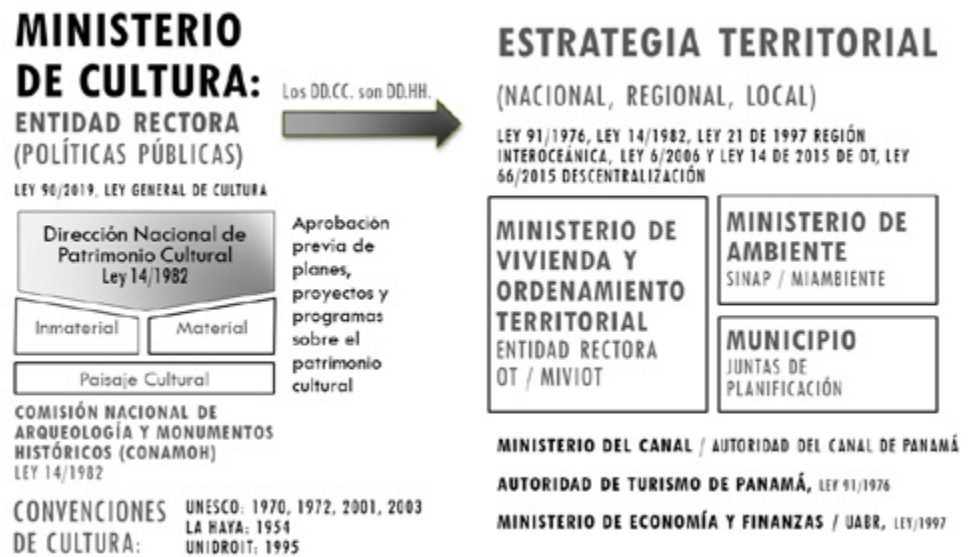 MINISTERIO
DE CULTURA:
ENTIDAD RECTORA
(POLÍTICAS PÚBLICAS)
LEY 90/2019, LEY GENERAL DE CULTURA
Dirección Nacional de
Patrimonio Cultural
Ley 14/1982
Inmaterial
Material
Paisaje Cultural
Aprobación
previa de
planes,
proyectos y
programas
sobre el
patrimonio
cultural
COMISIÓN NACIONAL DE
ARQUEOLOGÍA Y MONUMENTOS
HISTÓRICOS (CONAMOH)
LEY 14/1982
CONVENCIONES
DE CULTURA:
UNESCO: 1970, 1972, 2001, 2003
LA HAYA: 1954
UNIDROIT: 1995
Los DD.CC. son DD.HH.
ESTRATEGIA TERRITORIAL
(NACIONAL, REGIONAL, LOCAL)
LEY 91/1976, LEY 14/1982, LEY 21 DE 1997 REGIÓN
INTEROCEÁNICA, LEY 6/2006 Y LEY 14 DE 2015 DE OT, LEY
66/2015 DESCENTRALIZACIÓN
MINISTERIO DE
VIVIENDA Y
ORDENAMIENTO
TERRITORIAL
ENTIDAD RECTORA
OT / MIVIOT
MINISTERIO DE
AMBIENTE
SINAP / MIAMBIENTE
MUNICIPIO
JUNTAS DE
PLANIFICACIÓN
MINISTERIO DEL CANAL / AUTORIDAD DEL CANAL DE PANAMÁ
AUTORIDAD DE TURISMO DE PANAMÁ, LEY 91/1976
MINISTERIO DE ECONOMÍA Y FINANZAS / UABR, LEY/1997